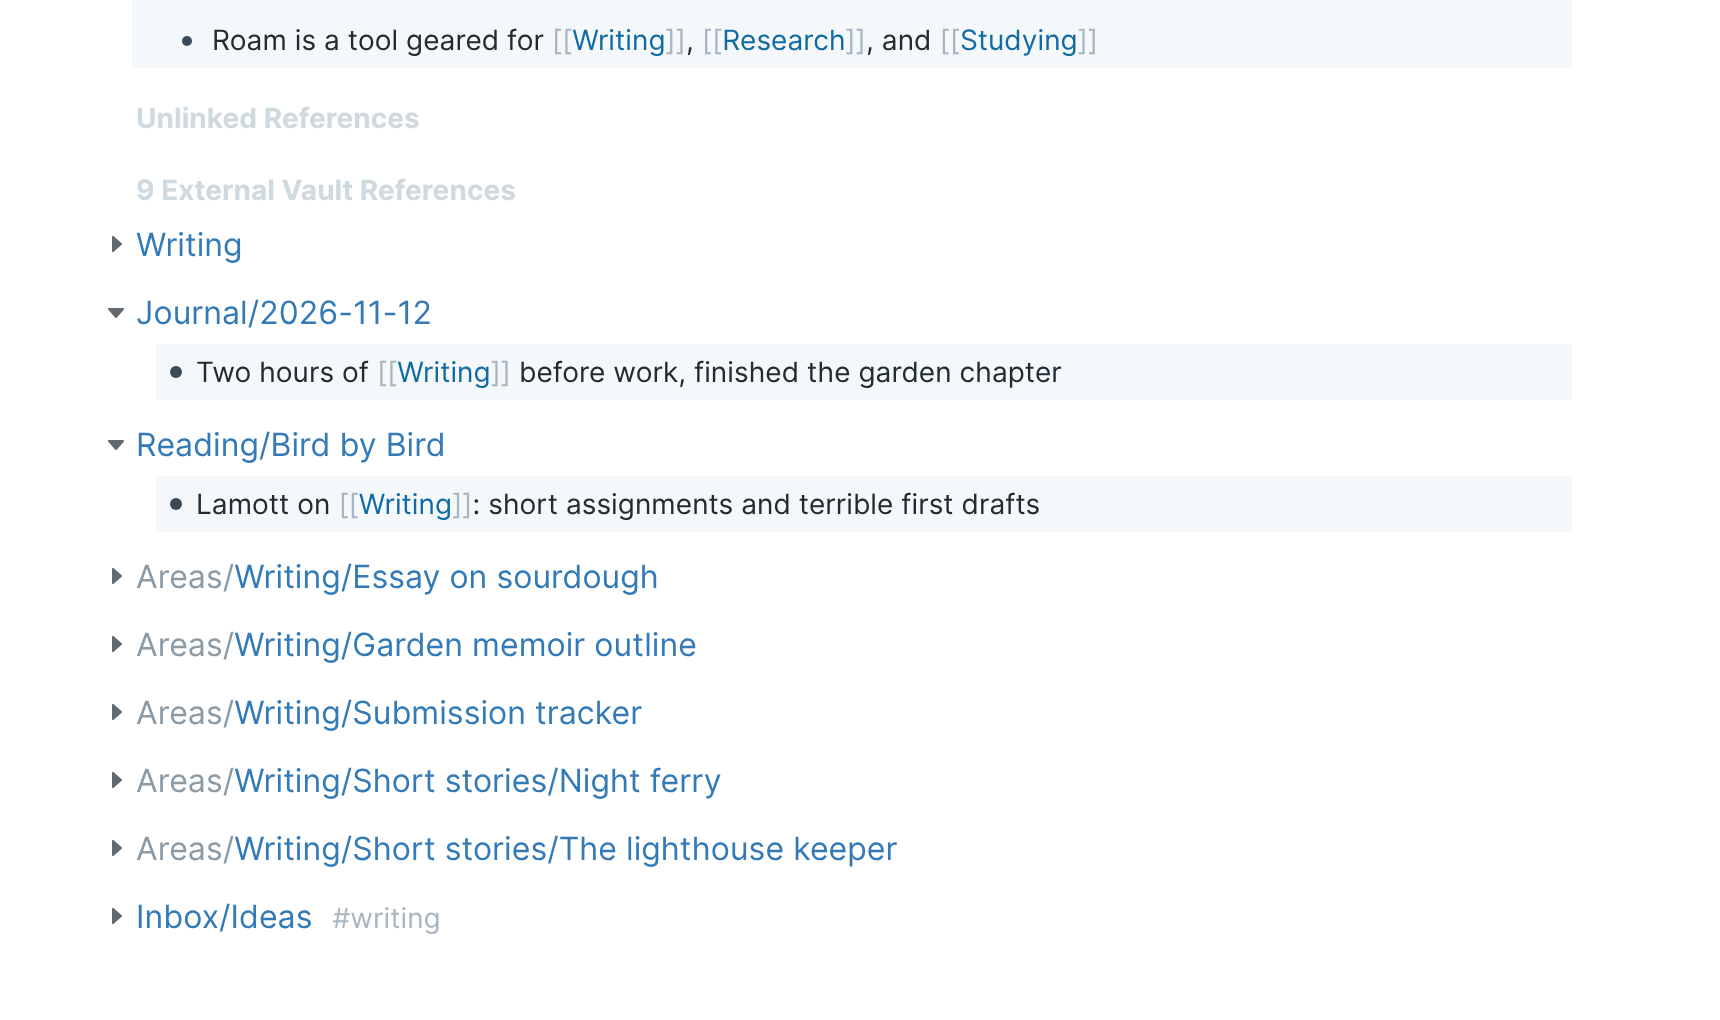 Roam is a tool geared for [[Writing]], [[Research]], and [[Studying]]
Unlinked References
9 External Vault References
Writing
Journal/2026-11-12
Two hours of [[Writing]] before work, finished the garden chapter
Reading/Bird by Bird
Lamott on [[Writing]]: short assignments and terrible first drafts
Areas/Writing/Essay on sourdough
Areas/Writing/Garden memoir outline
Areas/Writing/Submission tracker
Areas/Writing/Short stories/Night ferry
Areas/Writing/Short stories/The lighthouse keeper
Inbox/Ideas #writing